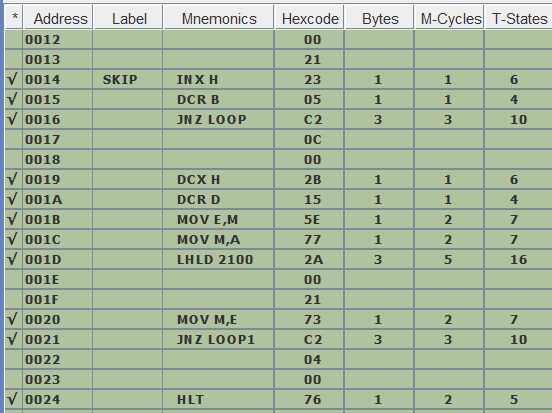 * Address Label Mnemonics Hexcode Bytes M-Cycles T-States
0012 00
0013 21
√ 0014 SKIP INX H 23 1 1 6
√ 0015 DCR B 05 1 1 4
√ 0016 JNZ LOOP C2 3 3 10
0017 0C
0018 00
√ 0019 DCX H 2B 1 1 6
√ 001A DCR D 15 1 1 4
√ 001B MOV E,M 5E 1 2 7
√ 001C MOV M,A 77 1 2 7
√ 001D LHLD 2100 2A 3 5 16
001E 00
001F 21
√ 0020 MOV M,E 73 1 2 7
√ 0021 JNZ LOOP1 C2 3 3 10
0022 04
0023 00
√ 0024 HLT 76 1 2 5